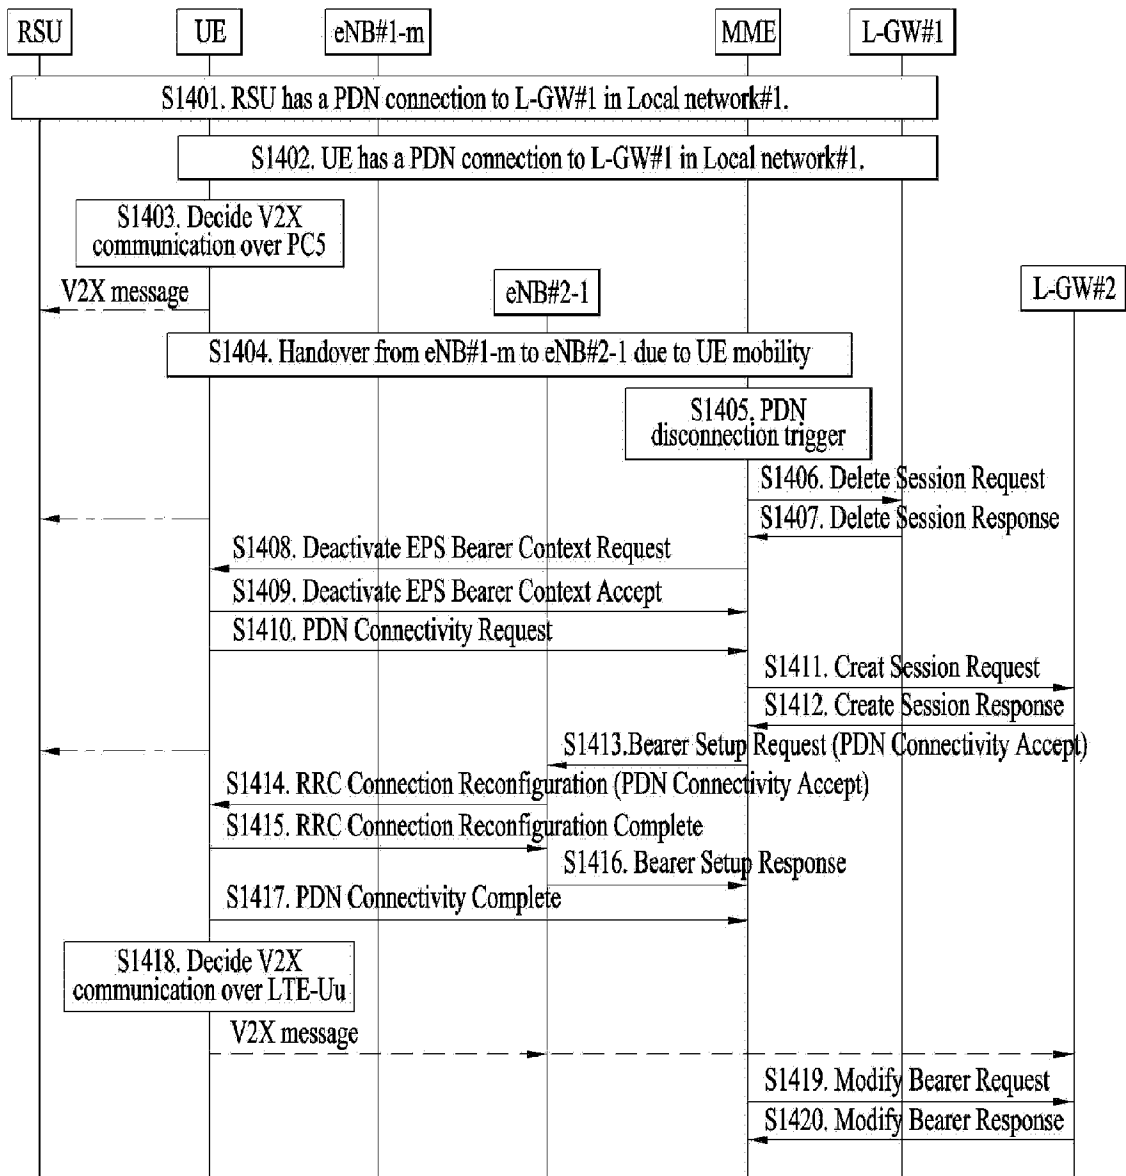 RSU
UE
eNB#1-m
MME
L-GW#1
S1401. RSU has a PDN connection to L-GW#1 in Local network#1.
S1402. UE has a PDN connection to L-GW#1 in Local network#1.
S1403. Decide V2X
communication over PC5
V2X message
eNB#2-1
L-GW#2
S1404. Handover from eNB#1-m to eNB#2-1 due to UE mobility
S1405. PDN
disconnection trigger
S1406. Delete Session Request
S1407. Delete Session Response
S1408. Deactivate EPS Bearer Context Request
S1409. Deactivate EPS Bearer Context Accept
S1410. PDN Connectivity Request
S1411. Creat Session Request
S1412. Create Session Response
S1413.Bearer Setup Request (PDN Connectivity Accept)
S1414. RRC Connection Reconfiguration (PDN Connectivity Accept)
S1415. RRC Connection Reconfiguration Complete
S1416. Bearer Setup Response
S1417. PDN Connectivity Complete
S1418. Decide V2X
communication over LTE-Uu
V2X message
S1419. Modify Bearer Request
S1420. Modify Bearer Response